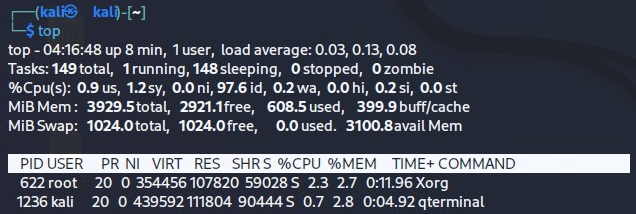 ┌──(kali㉿kali)-[~]
└─$ top
top - 04:16:48 up 8 min, 1 user, load average: 0.03, 0.13, 0.08
Tasks: 149 total, 1 running, 148 sleeping, 0 stopped, 0 zombie
%Cpu(s): 0.9 us, 1.2 sy, 0.0 ni, 97.6 id, 0.2 wa, 0.0 hi, 0.2 si, 0.0 st
MiB Mem : 3929.5 total, 2921.1 free, 608.5 used, 399.9 buff/cache
MiB Swap: 1024.0 total, 1024.0 free, 0.0 used. 3100.8 avail Mem
PID USER PR NI VIRT RES SHR S %CPU %MEM TIME+ COMMAND
622 root 20 0 354456 107820 59028 S 2.3 2.7 0:11.96 Xorg
1236 kali 20 0 439592 111804 90444 S 0.7 2.8 0:04.92 qterminal